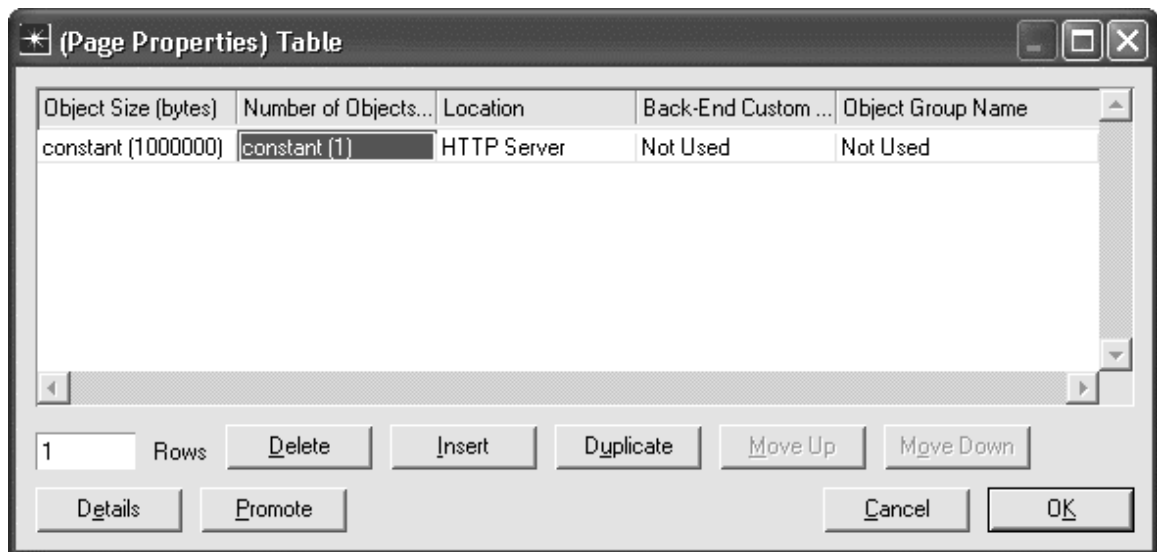 (Page Properties) Table
Object Size (bytes) Number of Objects... Location Back-End Custom ... Object Group Name
constant (1000000) constant (1) HTTP Server Not Used Not Used
1 Rows Delete Insert Duplicate Move Up Move Down
Details Promote Cancel OK